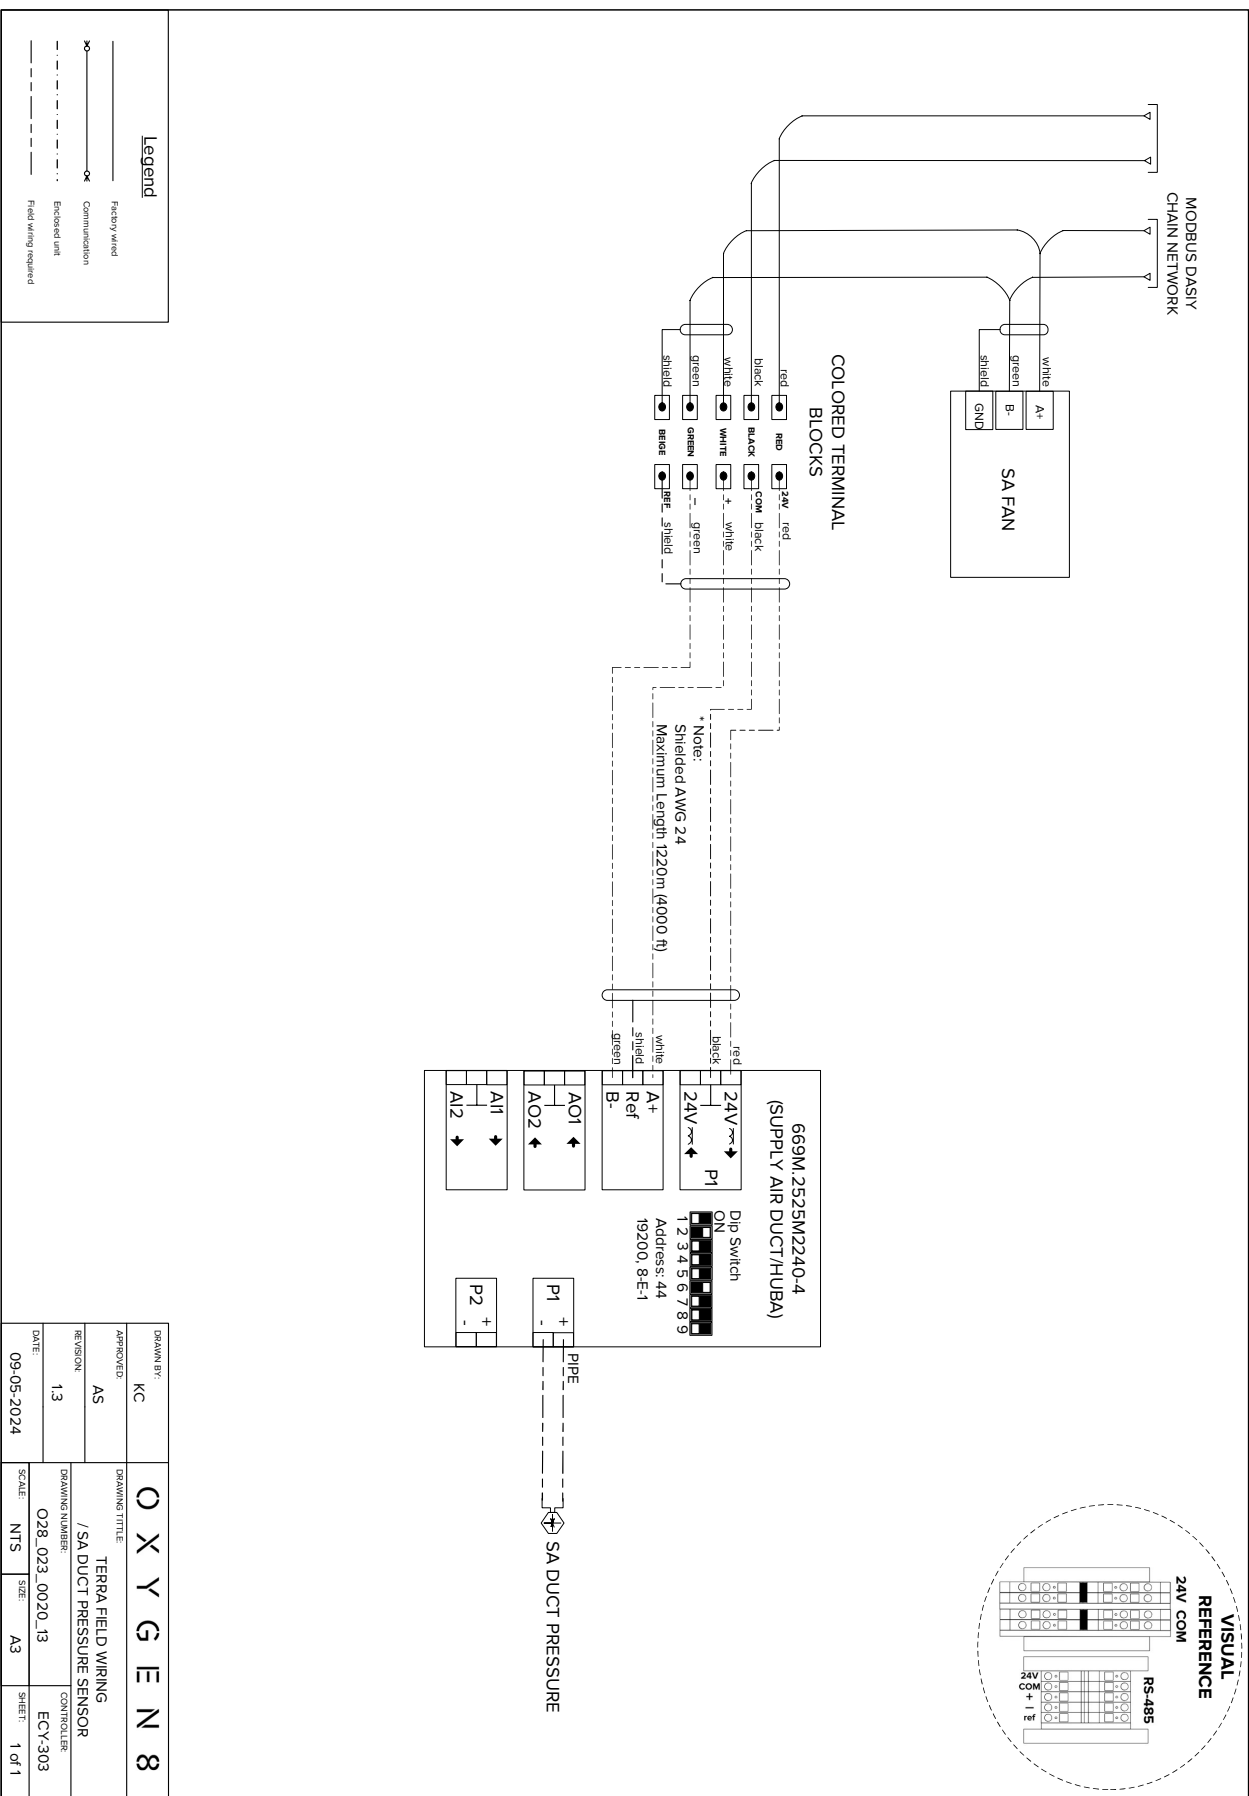 MODBUS DASIY
CHAIN NETWORK
white
green
shield
A+
B-
GND
SA FAN
COLORED TERMINAL
BLOCKS
red
black
white
green
shield
RED
BLACK
WHITE
GREEN
BEIGE
24V
COM
+
-
REF
red
black
white
green
shield
* Note:
Shielded AWG 24
Maximum Length 1220m (4000 ft)
red
black
white
shield
green
669M.2525M2240-4
(SUPPLY AIR DUCT/HUBA)
24V
24V
P1
A+
Ref
B-
AO1
AO2
AI1
AI2
Dip Switch
ON
1 2 3 4 5 6 7 8 9
Address: 44
19200, 8-E-1
P1
+
-
P2
+
-
PIPE
SA DUCT PRESSURE
VISUAL
REFERENCE
24V COM
RS-485
24V
COM
+
-
ref
Legend
Factory wired
Communication
Enclosed unit
Field wiring required
DRAWN BY:
KC
APPROVED:
AS
REVISION:
1.3
DATE:
09-05-2024
OXYGEN8
DRAWING TITTLE:
TERRA FIELD WIRING
/ SA DUCT PRESSURE SENSOR
DRAWING NUMBER:
O28_023_0020_13
CONTROLLER:
ECY-303
SCALE:
NTS
SIZE:
A3
SHEET:
1 of 1